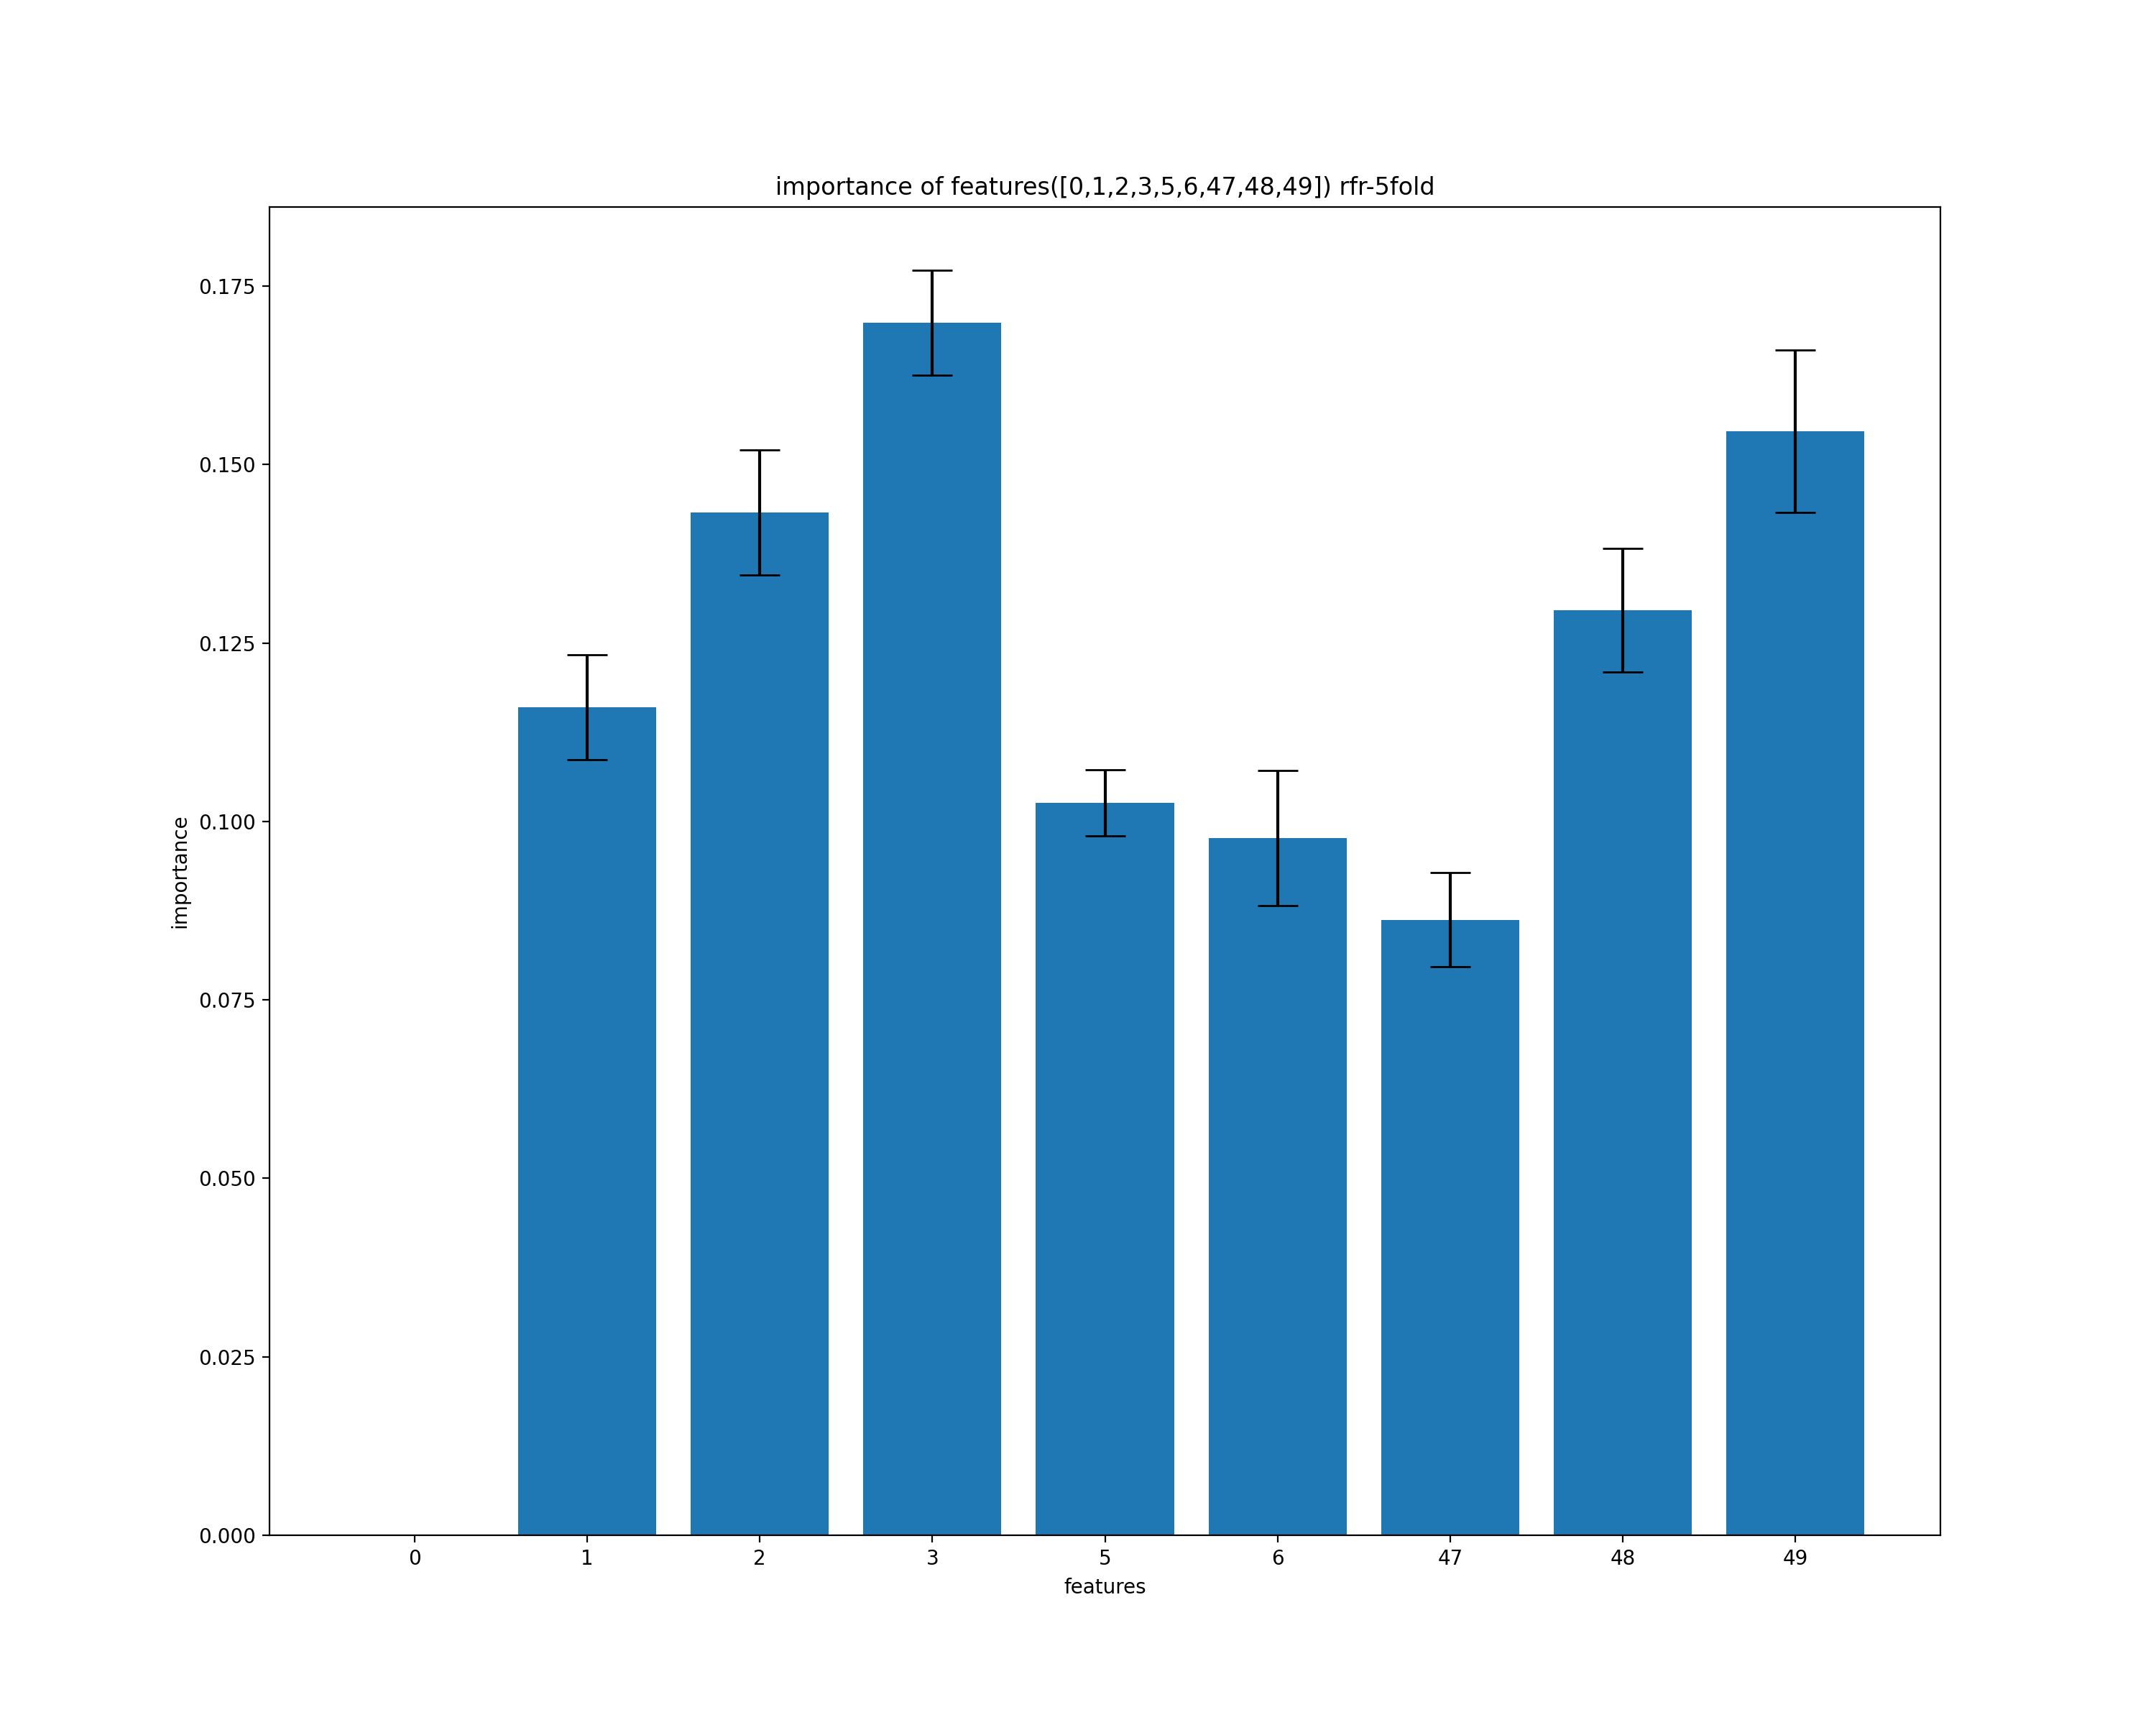 importance of features([0,1,2,3,5,6,47,48,49]) rfr-5fold
importance
0.175
0.150
0.125
0.100
0.075
0.050
0.025
0.000
0 1 2 3 5 6 47 48 49
features